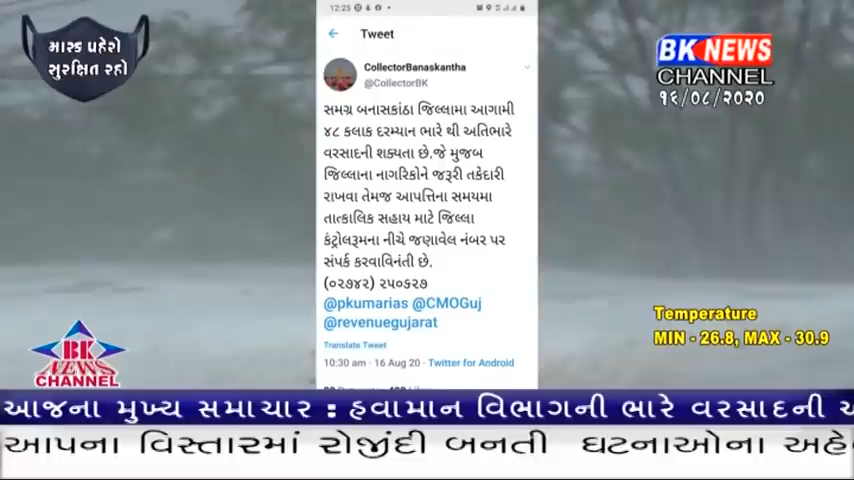 માસ્ક પહેરો
સુરક્ષિત રહો
12:25
Tweet
CollectorBanaskantha
@CollectorBK
સમગ્ર બનાસકાંઠા જિલ્લામા આગામી
૪૮ કલાક દરમ્યાન ભારે થી અતિભારે
વરસાદની શક્યતા છે.જે મુજબ
જિલ્લાના નાગરિકોને જરૂરી તકેદારી
રાખવા તેમજ આપત્તિના સમયમા
તાત્કાલિક સહાય માટે જિલ્લા
કંટ્રોલરૂમના નીચે જણાવેલ નંબર પર
સંપર્ક કરવાવિનંતી છે.
(૦૨૭૪૨) ૨૫૦૬૨૭
@pkumarias @CMOGuj
@revenuegujarat
Translate Tweet
10:30 am · 16 Aug 20 · Twitter for Android
BK NEWS
CHANNEL
૧૬/૦૮/૨૦૨૦
Temperature
MIN - 26.8, MAX - 30.9
BK
NEWS
CHANNEL
આજના મુખ્ય સમાચાર : હવામાન વિભાગની ભારે વરસાદની
આપના વિસ્તારમાં રોજીંદી બનતી ઘટનાઓના